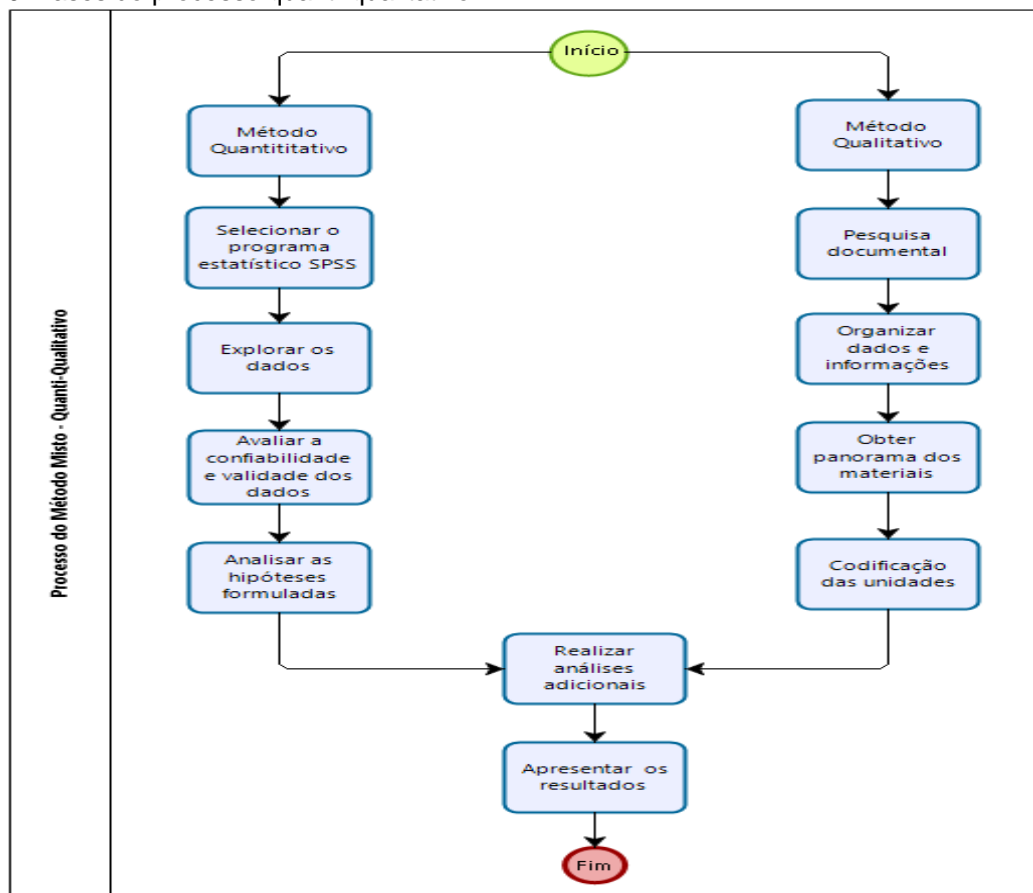 Início
Método
Quantititativo
Selecionar o
programa
estatístico SPSS
Explorar os
dados
Avaliar a
confiabilidade
e validade dos
dados
Analisar as
hipóteses
formuladas
Método
Qualitativo
Pesquisa
documental
Organizar
dados e
informações
Obter
panorama dos
materiais
Codificação
das unidades
Realizar
análises
adicionais
Apresentar os
resultados
Fim
Processo do Método Misto - Quanti-Qualitativo